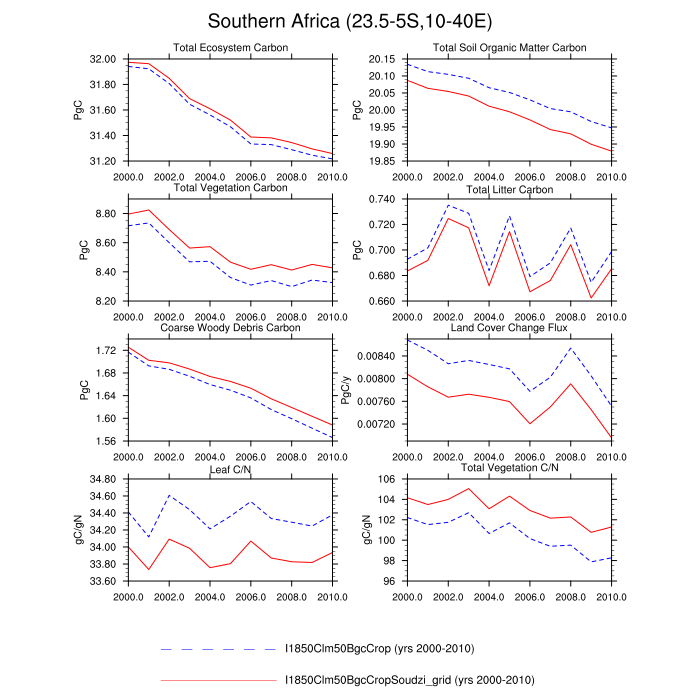 Southern Africa (23.5-5S,10-40E)
Total Ecosystem Carbon
PgC
32.00
31.80
31.60
31.40
31.20
2000.0 2002.0 2004.0 2006.0 2008.0 2010.0
Total Soil Organic Matter Carbon
PgC
20.15
20.10
20.05
20.00
19.95
19.90
19.85
2000.0 2002.0 2004.0 2006.0 2008.0 2010.0
Total Vegetation Carbon
PgC
8.80
8.60
8.40
8.20
2000.0 2002.0 2004.0 2006.0 2008.0 2010.0
Total Litter Carbon
PgC
0.740
0.720
0.700
0.680
0.660
2000.0 2002.0 2004.0 2006.0 2008.0 2010.0
Coarse Woody Debris Carbon
PgC
1.72
1.68
1.64
1.60
1.56
2000.0 2002.0 2004.0 2006.0 2008.0 2010.0
Land Cover Change Flux
PgC/y
0.00840
0.00800
0.00760
0.00720
2000.0 2002.0 2004.0 2006.0 2008.0 2010.0
Leaf C/N
gC/gN
34.80
34.60
34.40
34.20
34.00
33.80
33.60
2000.0 2002.0 2004.0 2006.0 2008.0 2010.0
Total Vegetation C/N
gC/gN
106
104
102
100
98
96
2000.0 2002.0 2004.0 2006.0 2008.0 2010.0
I1850Clm50BgcCrop (yrs 2000-2010)
I1850Clm50BgcCropSoudzi_grid (yrs 2000-2010)